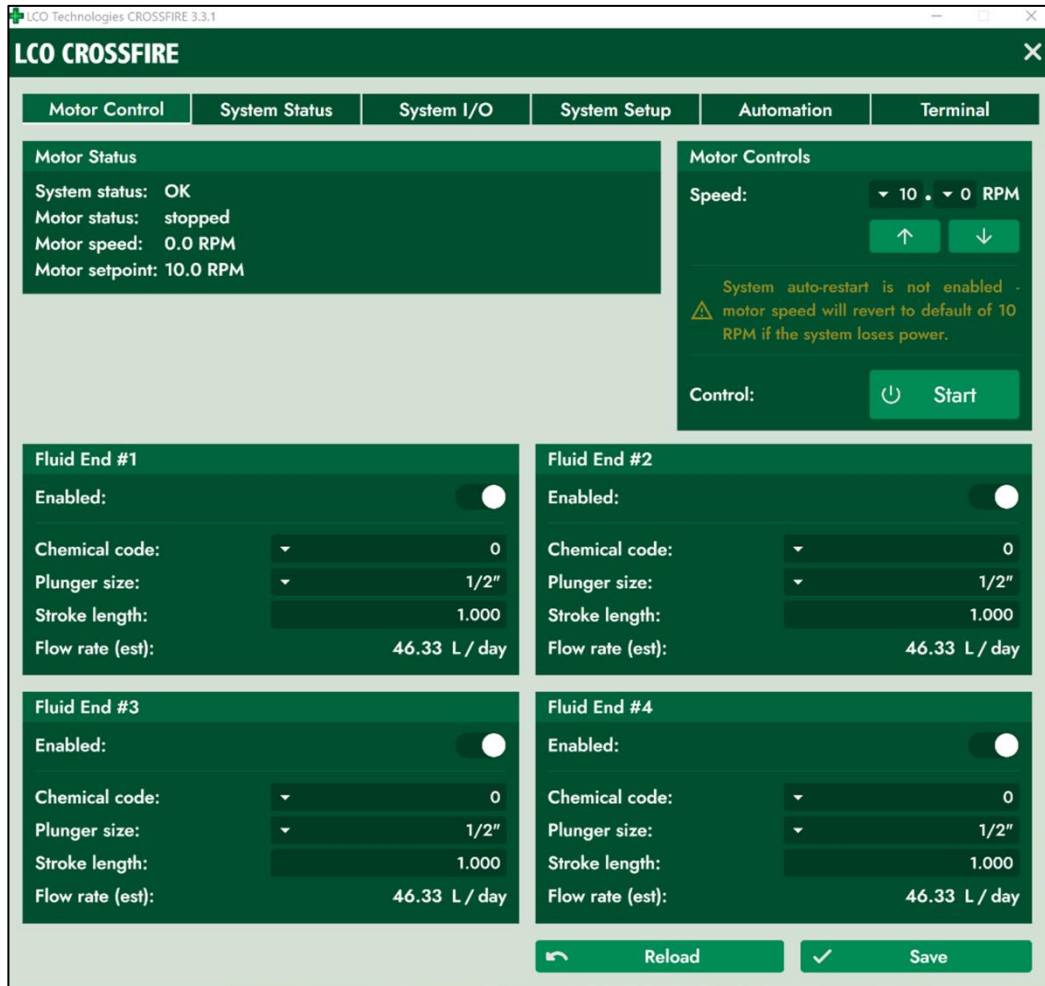 LCO Technologies CROSSFIRE 3.3.1
LCO CROSSFIRE
Motor Control System Status System I/O System Setup Automation Terminal
Motor Status
System status: OK
Motor status: stopped
Motor speed: 0.0 RPM
Motor setpoint: 10.0 RPM
Motor Controls
Speed: 10 . 0 RPM
System auto-restart is not enabled -
motor speed will revert to default of 10
RPM if the system loses power.
Control: Start
Fluid End #1
Enabled:
Chemical code: 0
Plunger size: 1/2"
Stroke length: 1.000
Flow rate (est): 46.33 L / day
Fluid End #2
Enabled:
Chemical code: 0
Plunger size: 1/2"
Stroke length: 1.000
Flow rate (est): 46.33 L / day
Fluid End #3
Enabled:
Chemical code: 0
Plunger size: 1/2"
Stroke length: 1.000
Flow rate (est): 46.33 L / day
Fluid End #4
Enabled:
Chemical code: 0
Plunger size: 1/2"
Stroke length: 1.000
Flow rate (est): 46.33 L / day
Reload Save